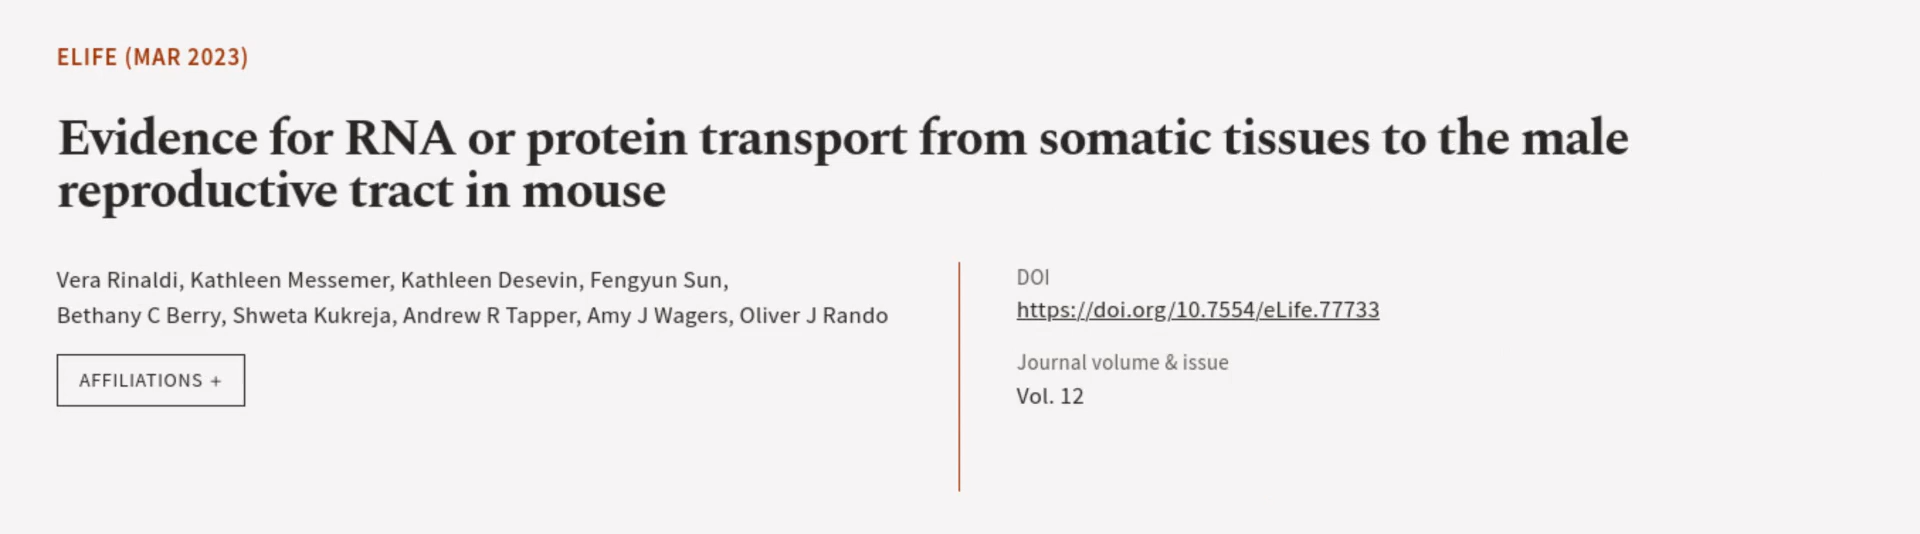 ELIFE (MAR 2023)
Evidence for RNA or protein transport from somatic tissues to the male
reproductive tract in mouse
Vera Rinaldi, Kathleen Messemer, Kathleen Desevin, Fengyun Sun,
Bethany C Berry, Shweta Kukreja, Andrew R Tapper, Amy J Wagers, Oliver J Rando
AFFILIATIONS +
DOI
https://doi.org/10.7554/eLife.77733
Journal volume & issue
Vol. 12